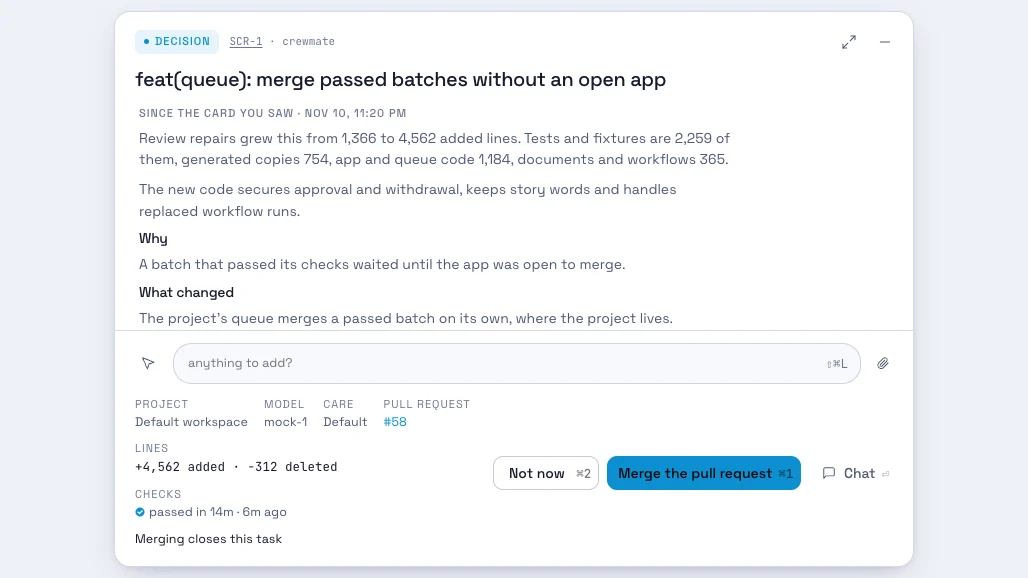 DECISION SCR-1 · crewmate
feat(queue): merge passed batches without an open app
SINCE THE CARD YOU SAW · NOV 10, 11:20 PM
Review repairs grew this from 1,366 to 4,562 added lines. Tests and fixtures are 2,259 of
them, generated copies 754, app and queue code 1,184, documents and workflows 365.
The new code secures approval and withdrawal, keeps story words and handles
replaced workflow runs.
Why
A batch that passed its checks waited until the app was open to merge.
What changed
The project's queue merges a passed batch on its own, where the project lives.
anything to add? ⇧⌘L
PROJECT MODEL CARE PULL REQUEST
Default workspace mock-1 Default #58
LINES
+4,562 added · -312 deleted
Not now ⌘2 Merge the pull request ⌘1 Chat ⏎
CHECKS
passed in 14m · 6m ago
Merging closes this task